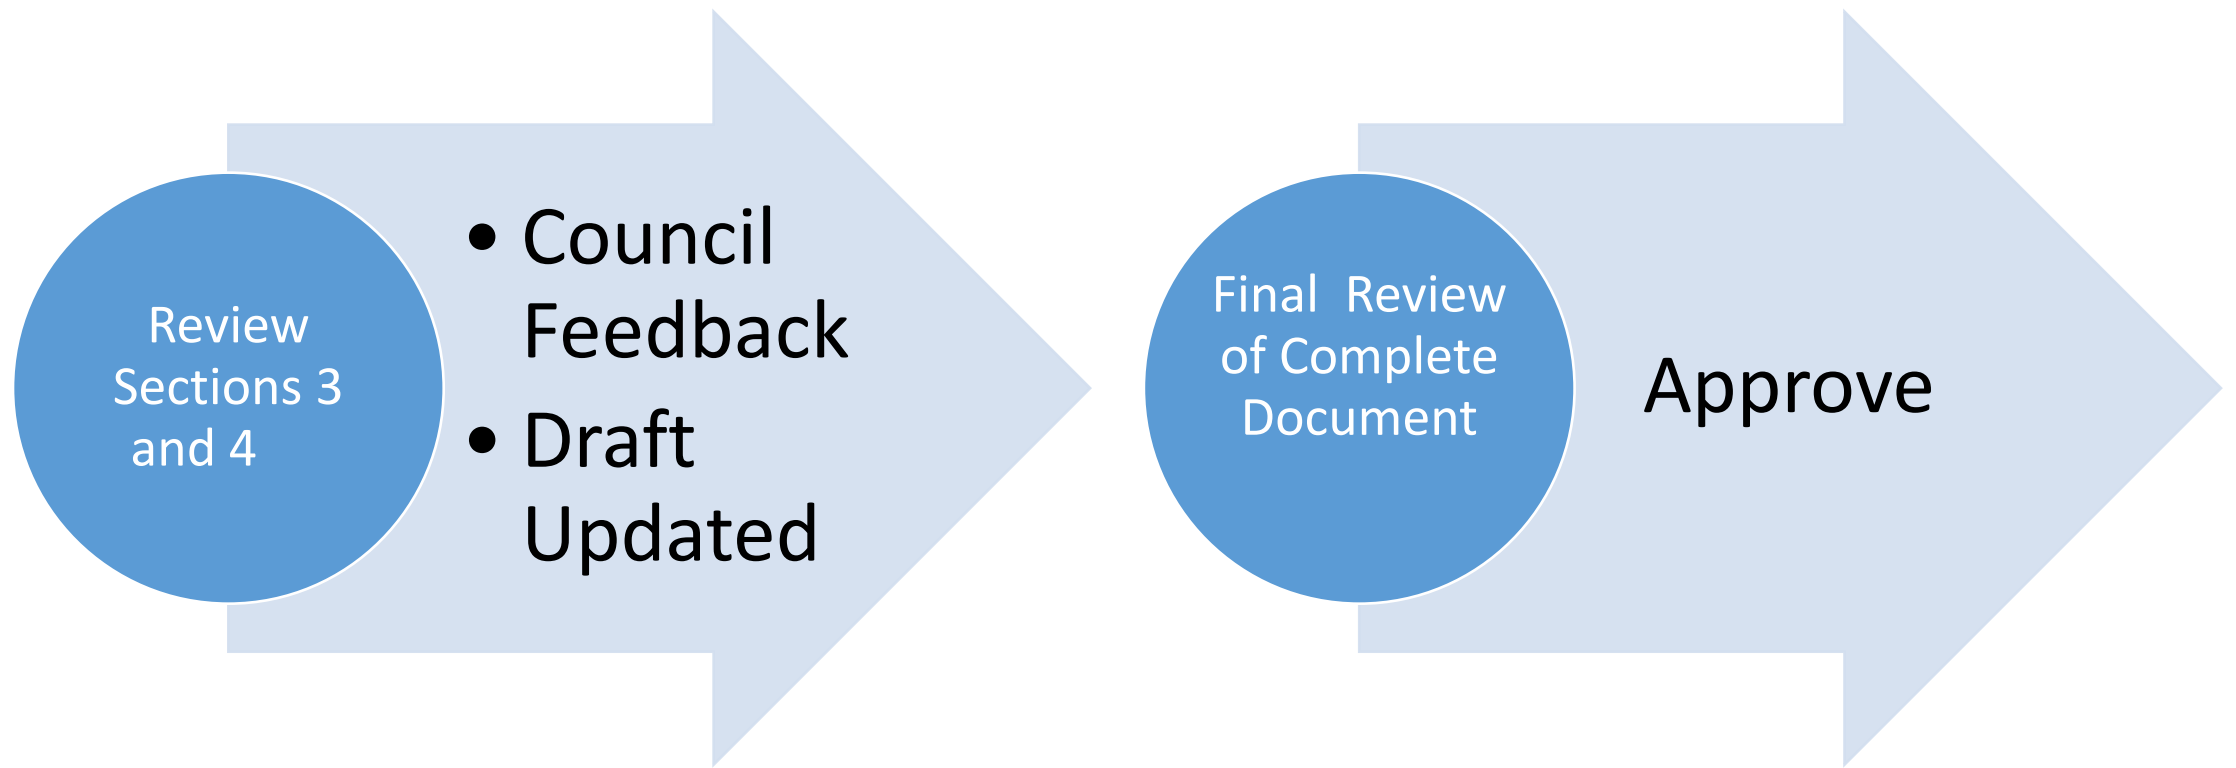 Review
Sections 3
and 4
• Council
Feedback
• Draft
Updated
Final  Review
of Complete
Document
Approve